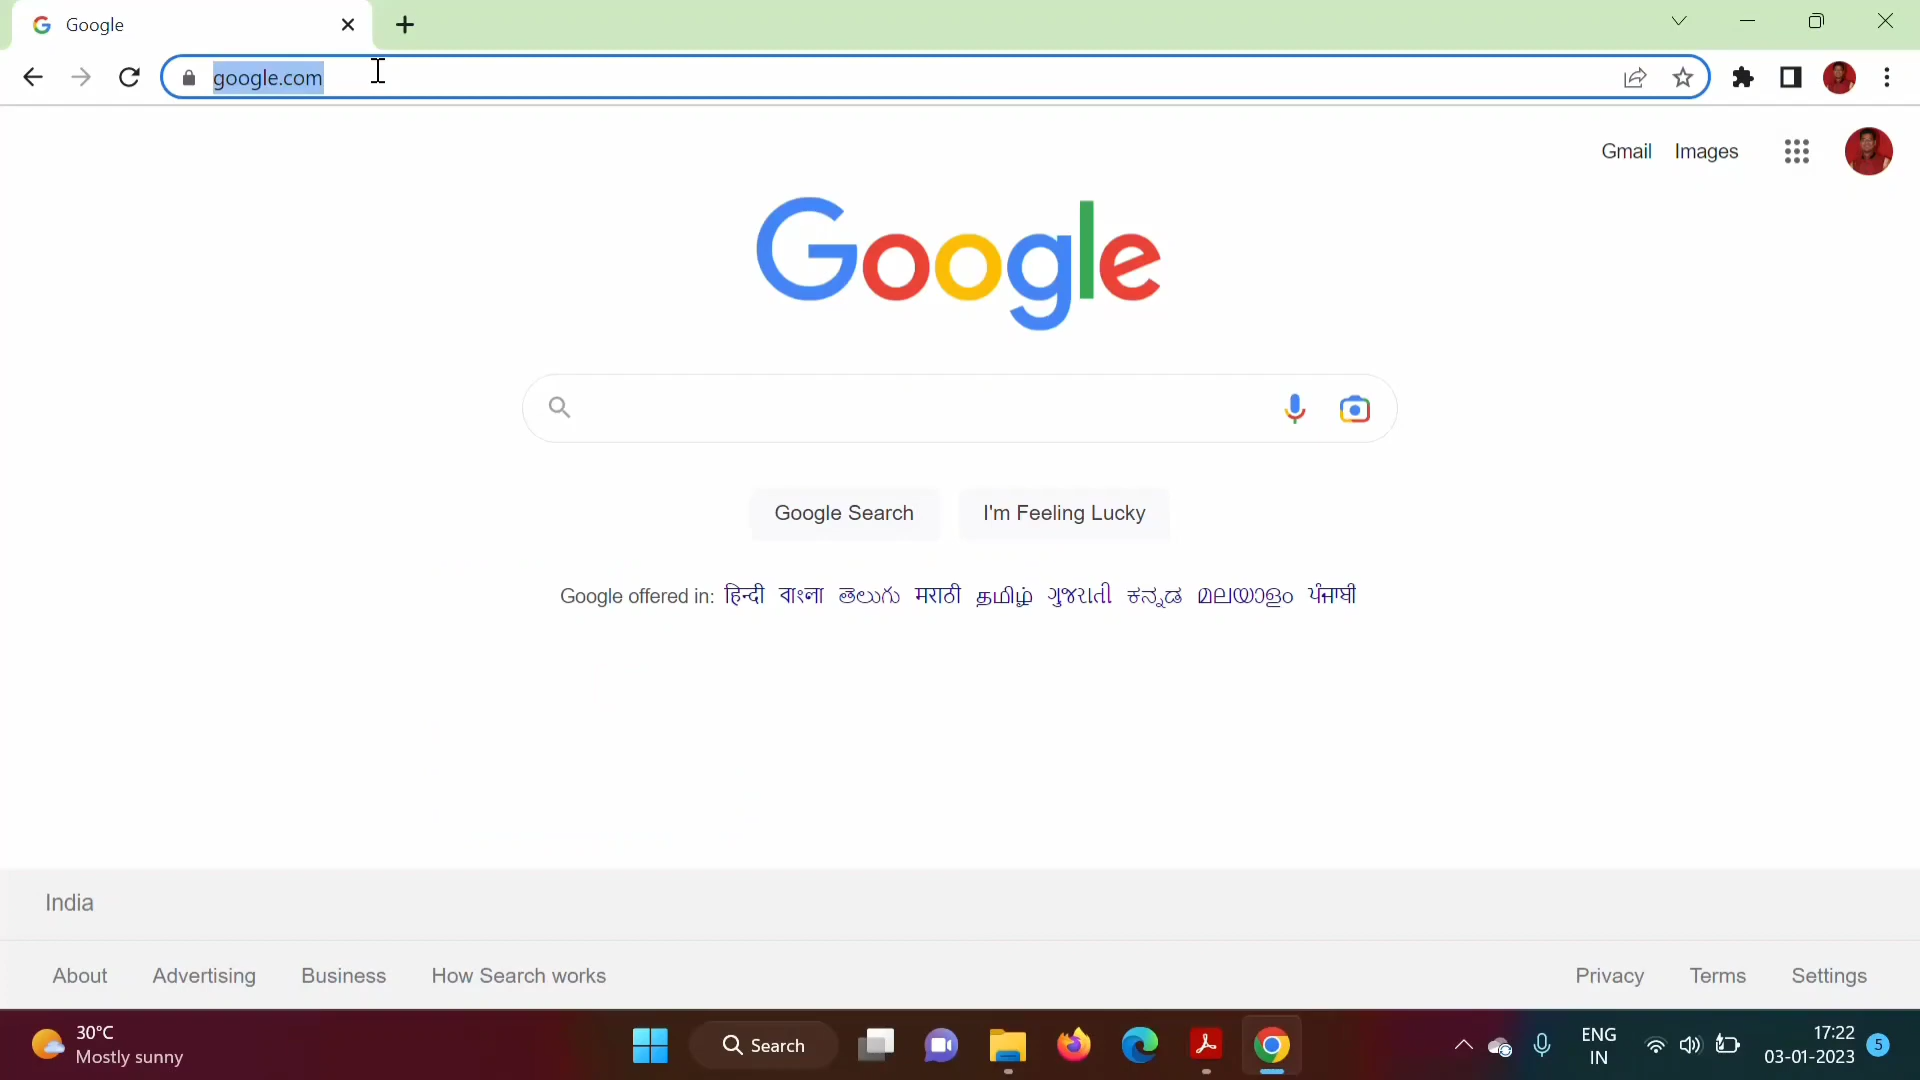 Google
google.com
Gmail Images
Google
Google Search I'm Feeling Lucky
Google offered in: हिन्दी বাংলা తెలుగు मराठी தமிழ் ગુજરાતી ಕನ್ನಡ മലയാളം ਪੰਜਾਬੀ
India
About Advertising Business How Search works Privacy Terms Settings
30°C
Mostly sunny
Search
ENG
IN
17:22
03-01-2023
5